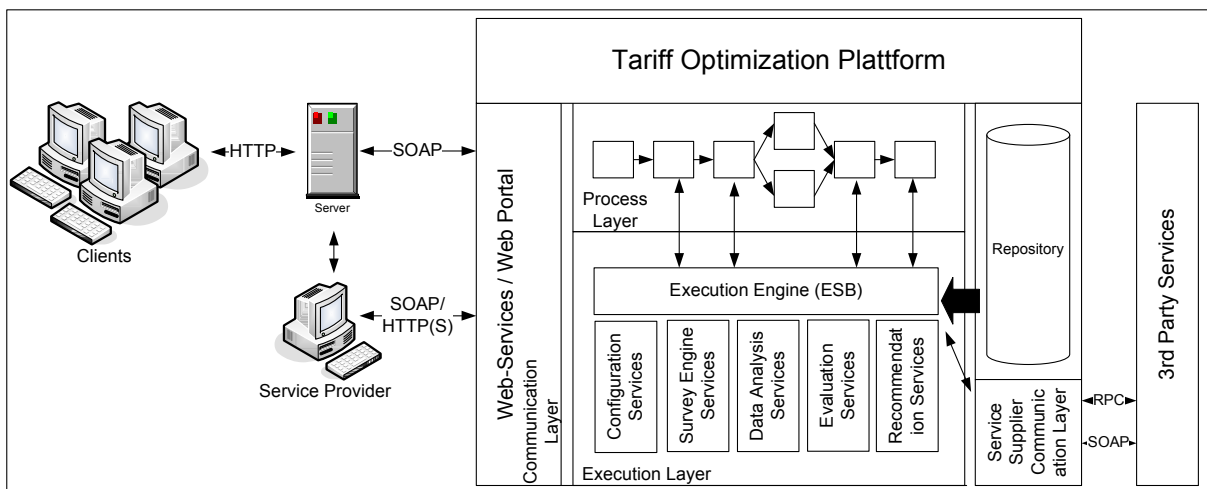 Tariff Optimization Plattform
Clients
HTTP
Server
SOAP
Service Provider
SOAP/
HTTP(S)
Web-Services / Web Portal
Communication
Layer
Process
Layer
Execution Engine (ESB)
Configuration
Services
Survey Engine
Services
Data Analysis
Services
Evaluation
Services
Recommendat
ion Services
Execution Layer
Repository
Service
Supplier
Communic
ation Layer
RPC
SOAP
3rd Party Services